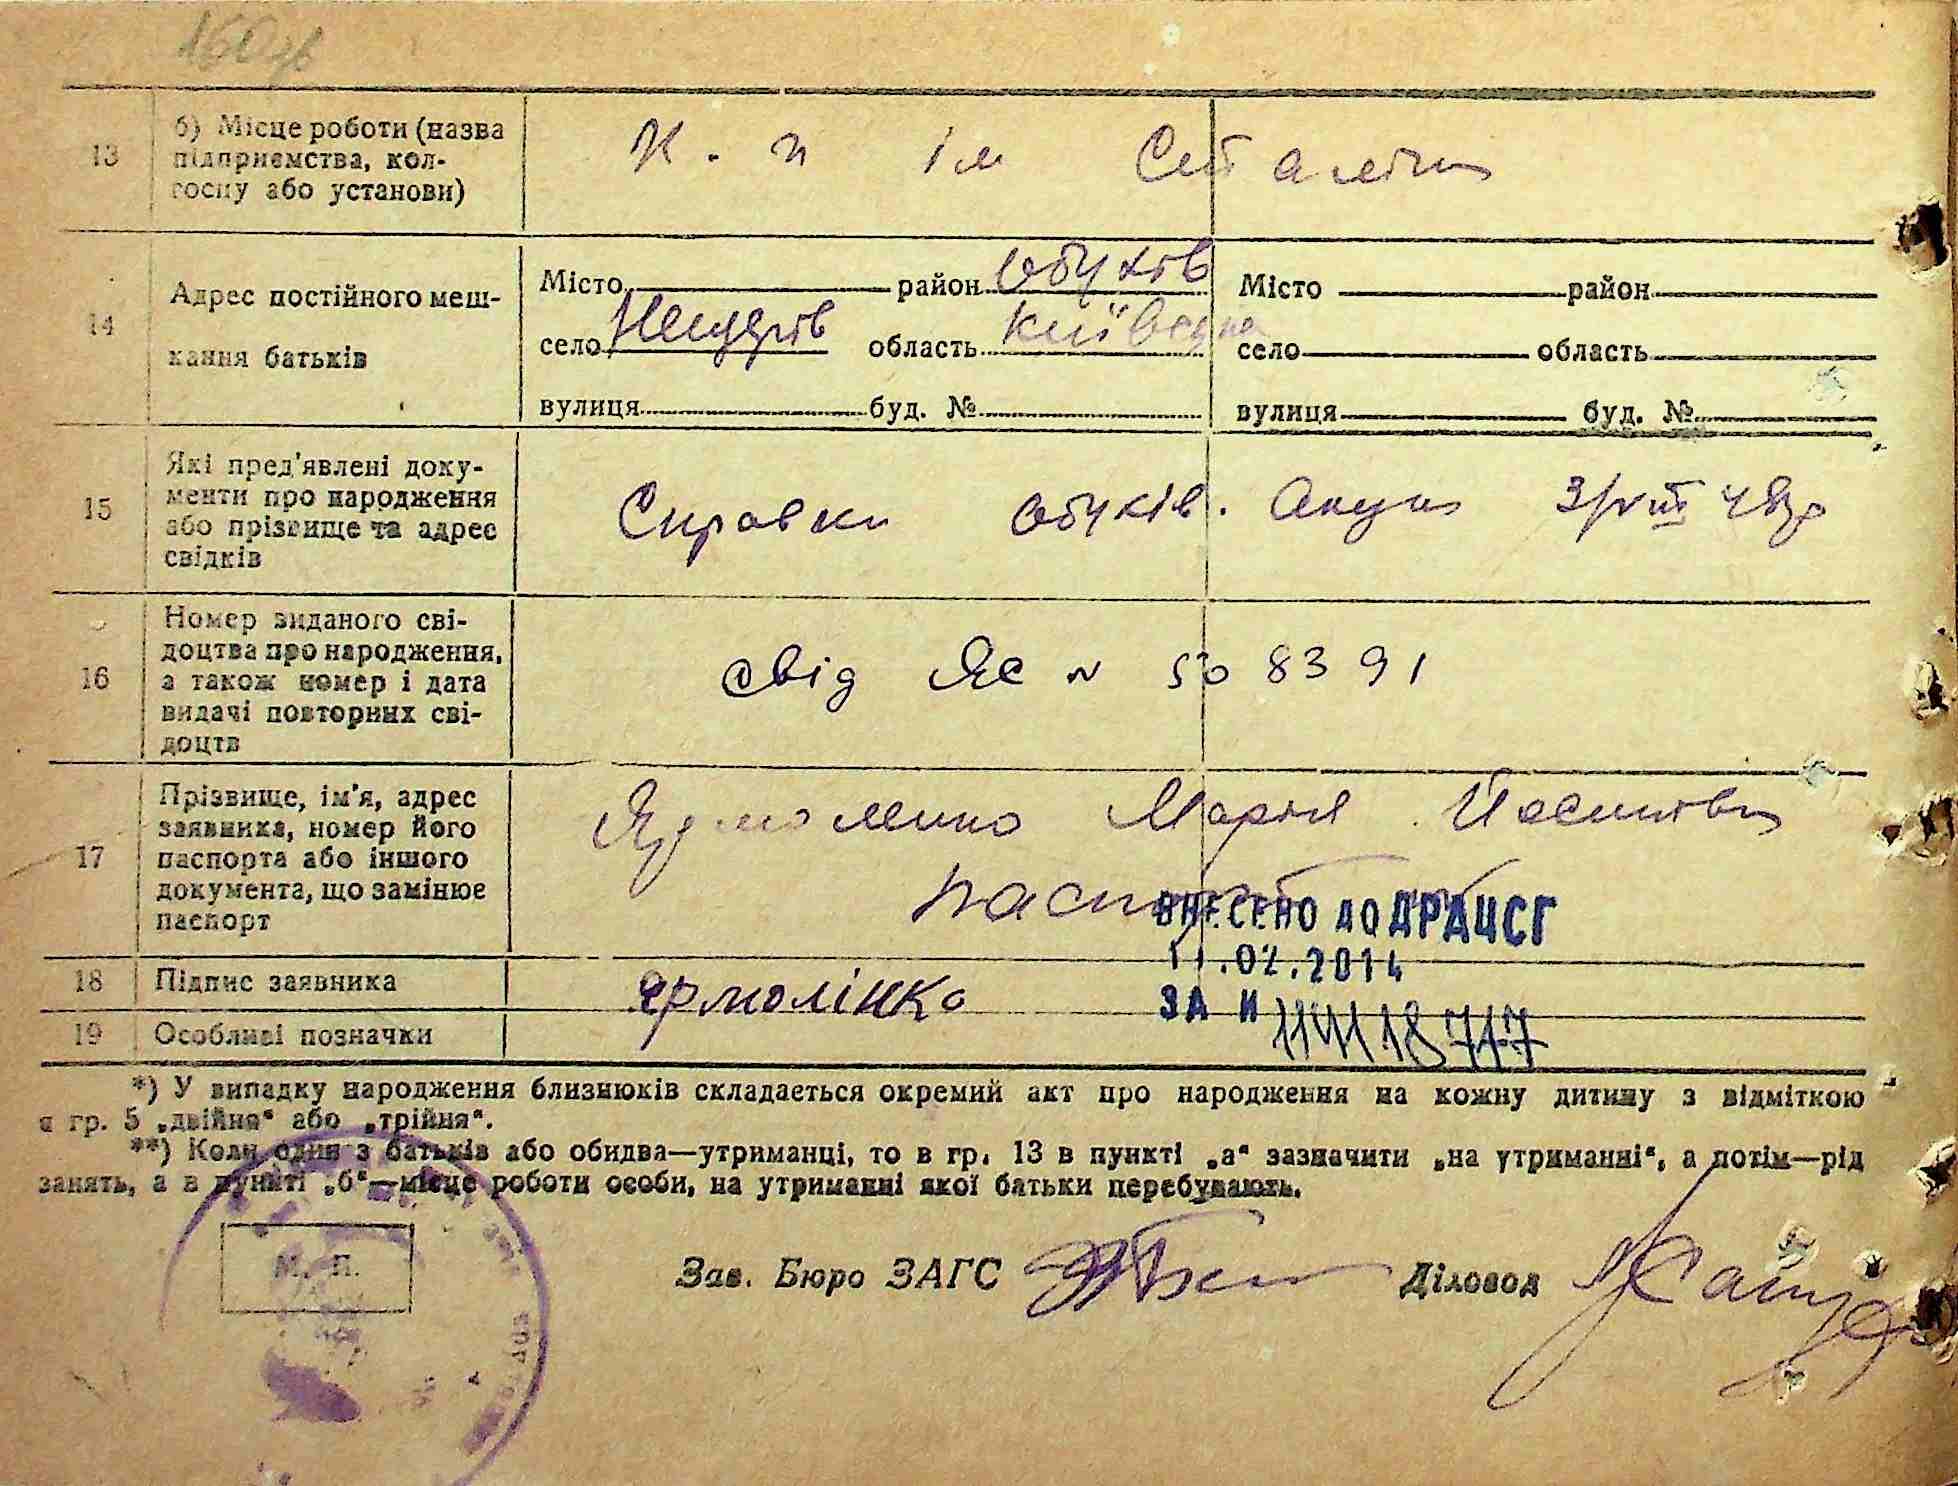 160
13
б) Місце роботи (назва
підприємства, кол-
госпу або установи)
К. п ім Сталіна
14
Адрес постійного меш-
кання батьків
Місто район Обухів Місто район
село область Київська село область
вулиця буд. № вулиця буд. №
15
Які пред'явлені доку-
менти про народження
або прізвище та адрес
свідків
Справка Обухів. 3/VIII 48р
16
Номер виданого сві-
доцтва про народження,
а також номер і дата
видачі повторних сві-
доцтв
свід ЯС N 508391
17
Прізвище, ім'я, адрес
заявника, номер його
паспорта або іншого
документа, що замінює
паспорт
Марія
паспорт
ВНЕСЕНО ДО ДРАЦСГ
11.02.2014
ЗА N
18
Підпис заявника
Ярмолінко
19
Особливі позначки
*) У випадку народження близнюків складається окремий акт про народження на кожну дитину з відміткою
в гр. 5 „двійня“ або „трійня“.
**) Коли один з батьків або обидва—утриманці, то в гр. 13 в пункті „а“ зазначити „на утриманні“, а потім—рід
занять, а в пункті „б“—місце роботи особи, на утриманні якої батьки перебувають.
М. П.
Зав. Бюро ЗАГС Діловод